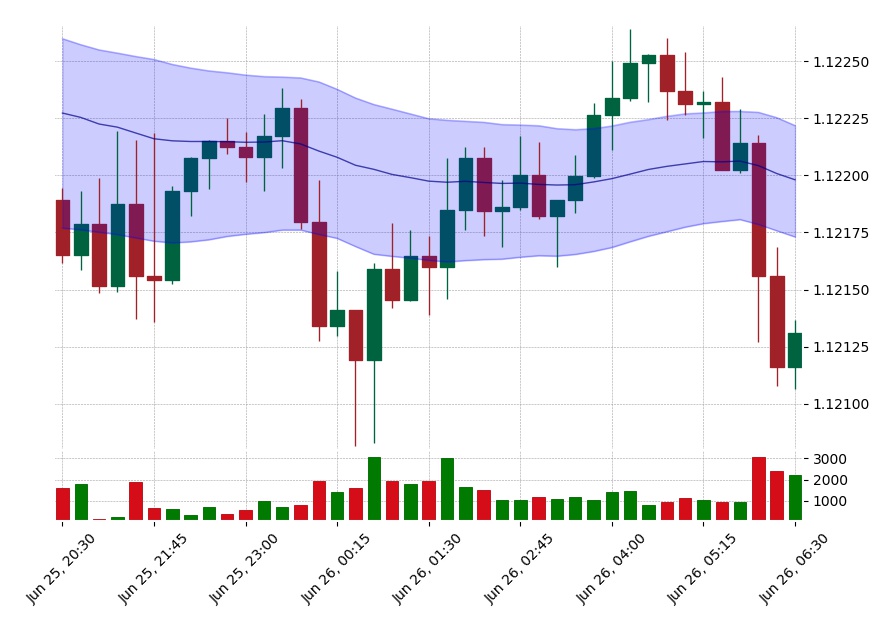 1.12250
1.12225
1.12200
1.12175
1.12150
1.12125
1.12100
3000
2000
1000
Jun 25, 20:30
Jun 25, 21:45
Jun 25, 23:00
Jun 26, 00:15
Jun 26, 01:30
Jun 26, 02:45
Jun 26, 04:00
Jun 26, 05:15
Jun 26, 06:30